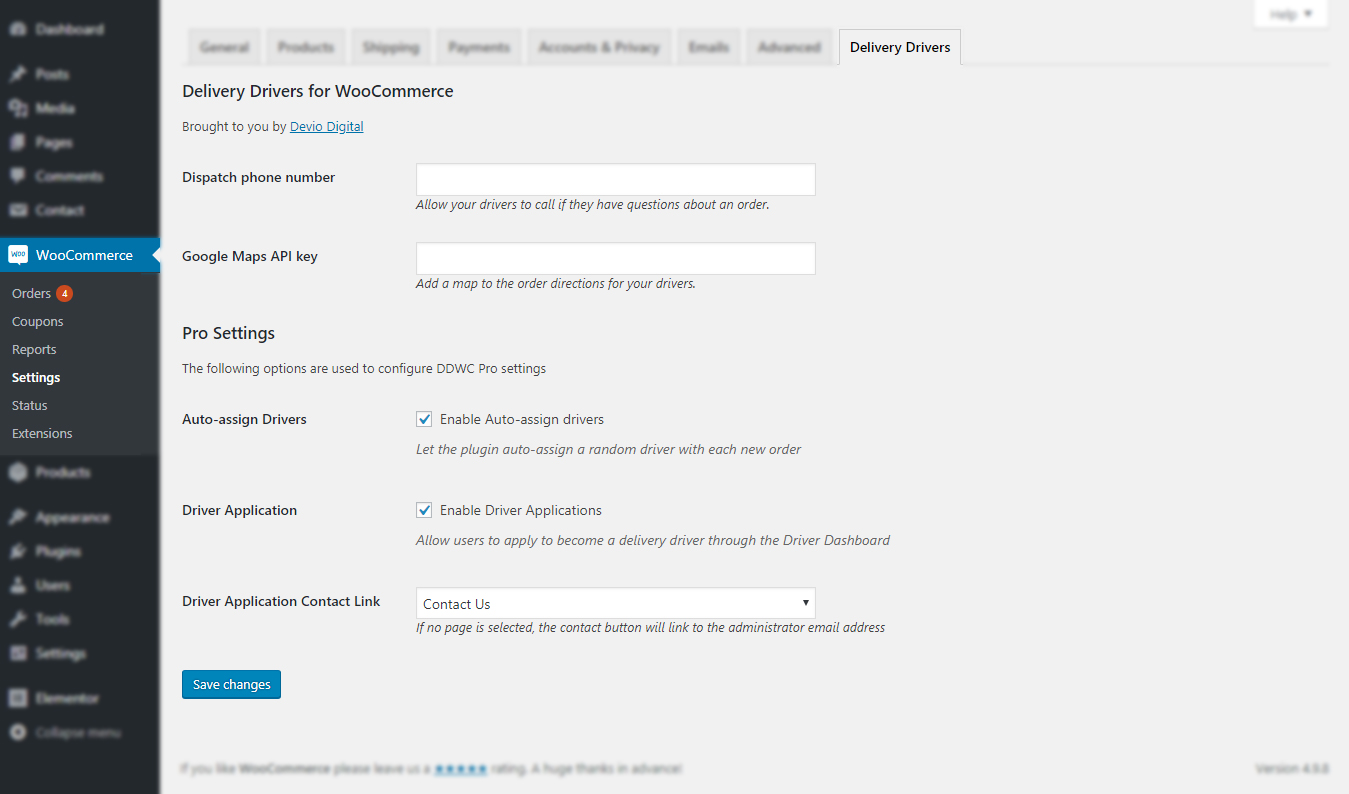 Dashboard
Posts
Media
Pages
Comments
Contact
WooCommerce
Orders 4
Coupons
Reports
Settings
Status
Extensions
Products
Appearance
Plugins
Users
Tools
Settings
Elementor
Collapse menu
Help
General Products Shipping Payments Accounts & Privacy Emails Advanced Delivery Drivers
Delivery Drivers for WooCommerce
Brought to you by Devio Digital
Dispatch phone number
Allow your drivers to call if they have questions about an order.
Google Maps API key
Add a map to the order directions for your drivers.
Pro Settings
The following options are used to configure DDWC Pro settings
Auto-assign Drivers
Enable Auto-assign drivers
Let the plugin auto-assign a random driver with each new order
Driver Application
Enable Driver Applications
Allow users to apply to become a delivery driver through the Driver Dashboard
Driver Application Contact Link
Contact Us
If no page is selected, the contact button will link to the administrator email address
Save changes
If you like WooCommerce please leave us a ★★★★★ rating. A huge thanks in advance!
Version